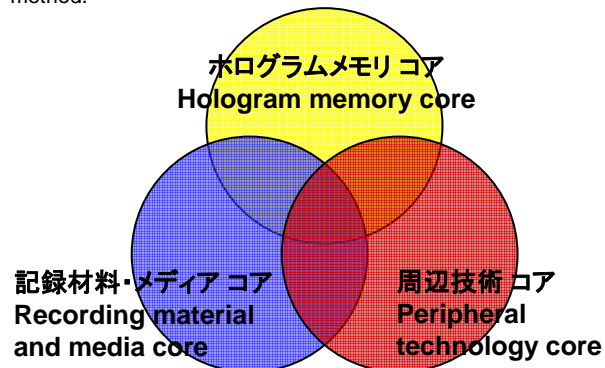 method.
ホログラムメモリ コア
Hologram memory core
記録材料・メディア コア
Recording material
and media core
周辺技術 コア
Peripheral
technology core